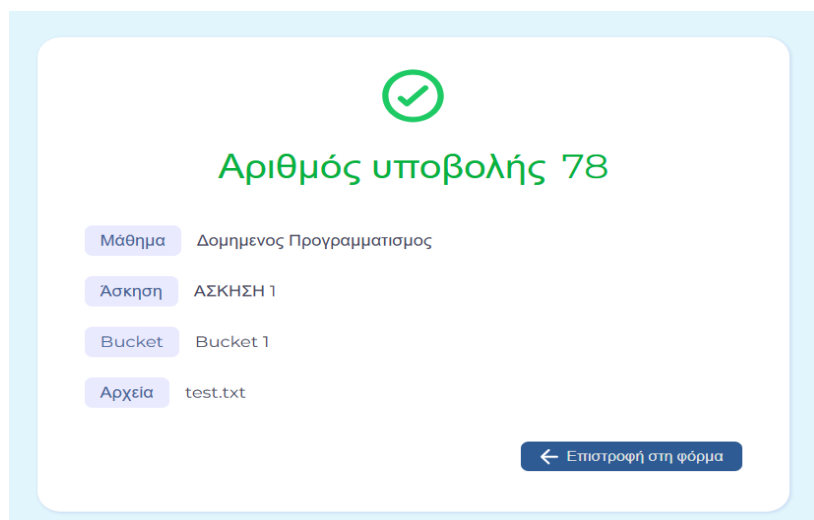 Αριθμός υποβολής 78
Μάθημα Δομημενος Προγραμματισμος
Άσκηση ΑΣΚΗΣΗ 1
Bucket Bucket 1
Αρχεία test.txt
← Επιστροφή στη φόρμα